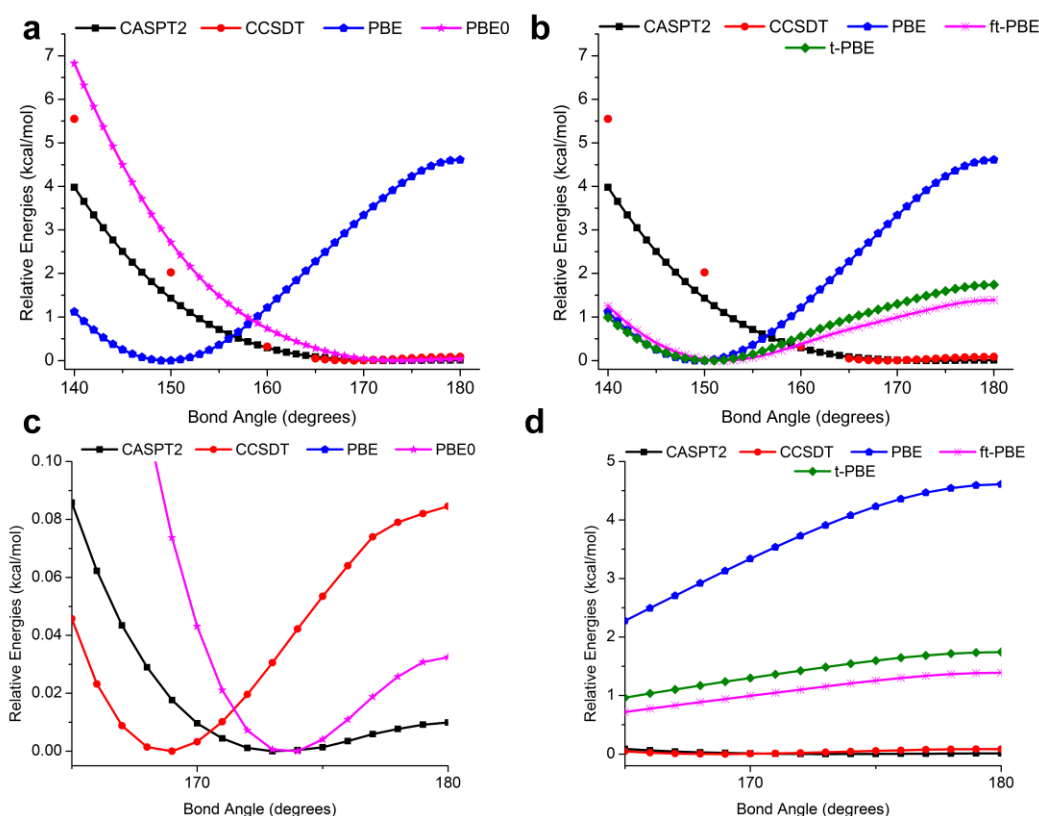 a
CASPT2 CCSDT PBE PBE0
7
6
5
4
3
2
1
0
Relative Energies (kcal/mol)
140 150 160 170 180
Bond Angle (degrees)
b
CASPT2 CCSDT PBE ft-PBE
t-PBE
7
6
5
4
3
2
1
0
Relative Energies (kcal/mol)
140 150 160 170 180
Bond Angle (degrees)
c
CASPT2 CCSDT PBE PBE0
0.10
0.08
0.06
0.04
0.02
0.00
Relative Energies (kcal/mol)
170 180
Bond Angle (degrees)
d
CASPT2 CCSDT PBE ft-PBE
t-PBE
5
4
3
2
1
0
Relative Energies (kcal/mol)
170 180
Bond Angle (degrees)